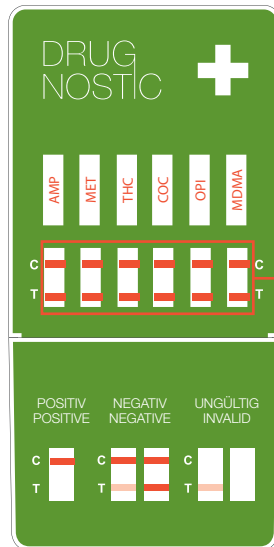 DRUG
NOSTIC
AMP MET THC COC OPI MDMA
C C
T T
POSITIV NEGATIV UNGÜLTIG
POSITIVE NEGATIVE INVALID
C C C
T T T